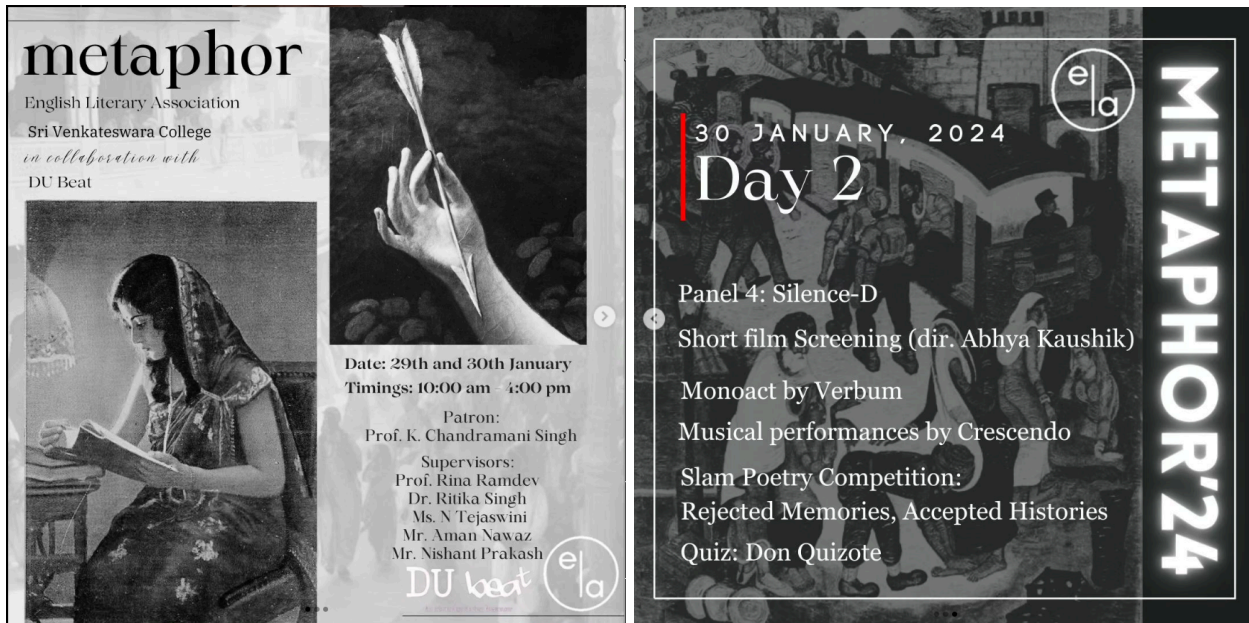 metaphor
English Literary Association
Sri Venkateswara College
in collaboration with
DU Beat
Date: 29th and 30th January
Timings: 10:00 am - 4:00 pm
Patron:
Prof. K. Chandramani Singh
Supervisors:
Prof. Rina Ramdev
Dr. Ritika Singh
Ms. N Tejaswini
Mr. Aman Nawaz
Mr. Nishant Prakash
DU beat
ela
ela
30 JANUARY, 2024
Day 2
Panel 4: Silence-D
Short film Screening (dir. Abhya Kaushik)
Monoact by Verbum
Musical performances by Crescendo
Slam Poetry Competition:
Rejected Memories, Accepted Histories
Quiz: Don Quizote
METAPHOR'24